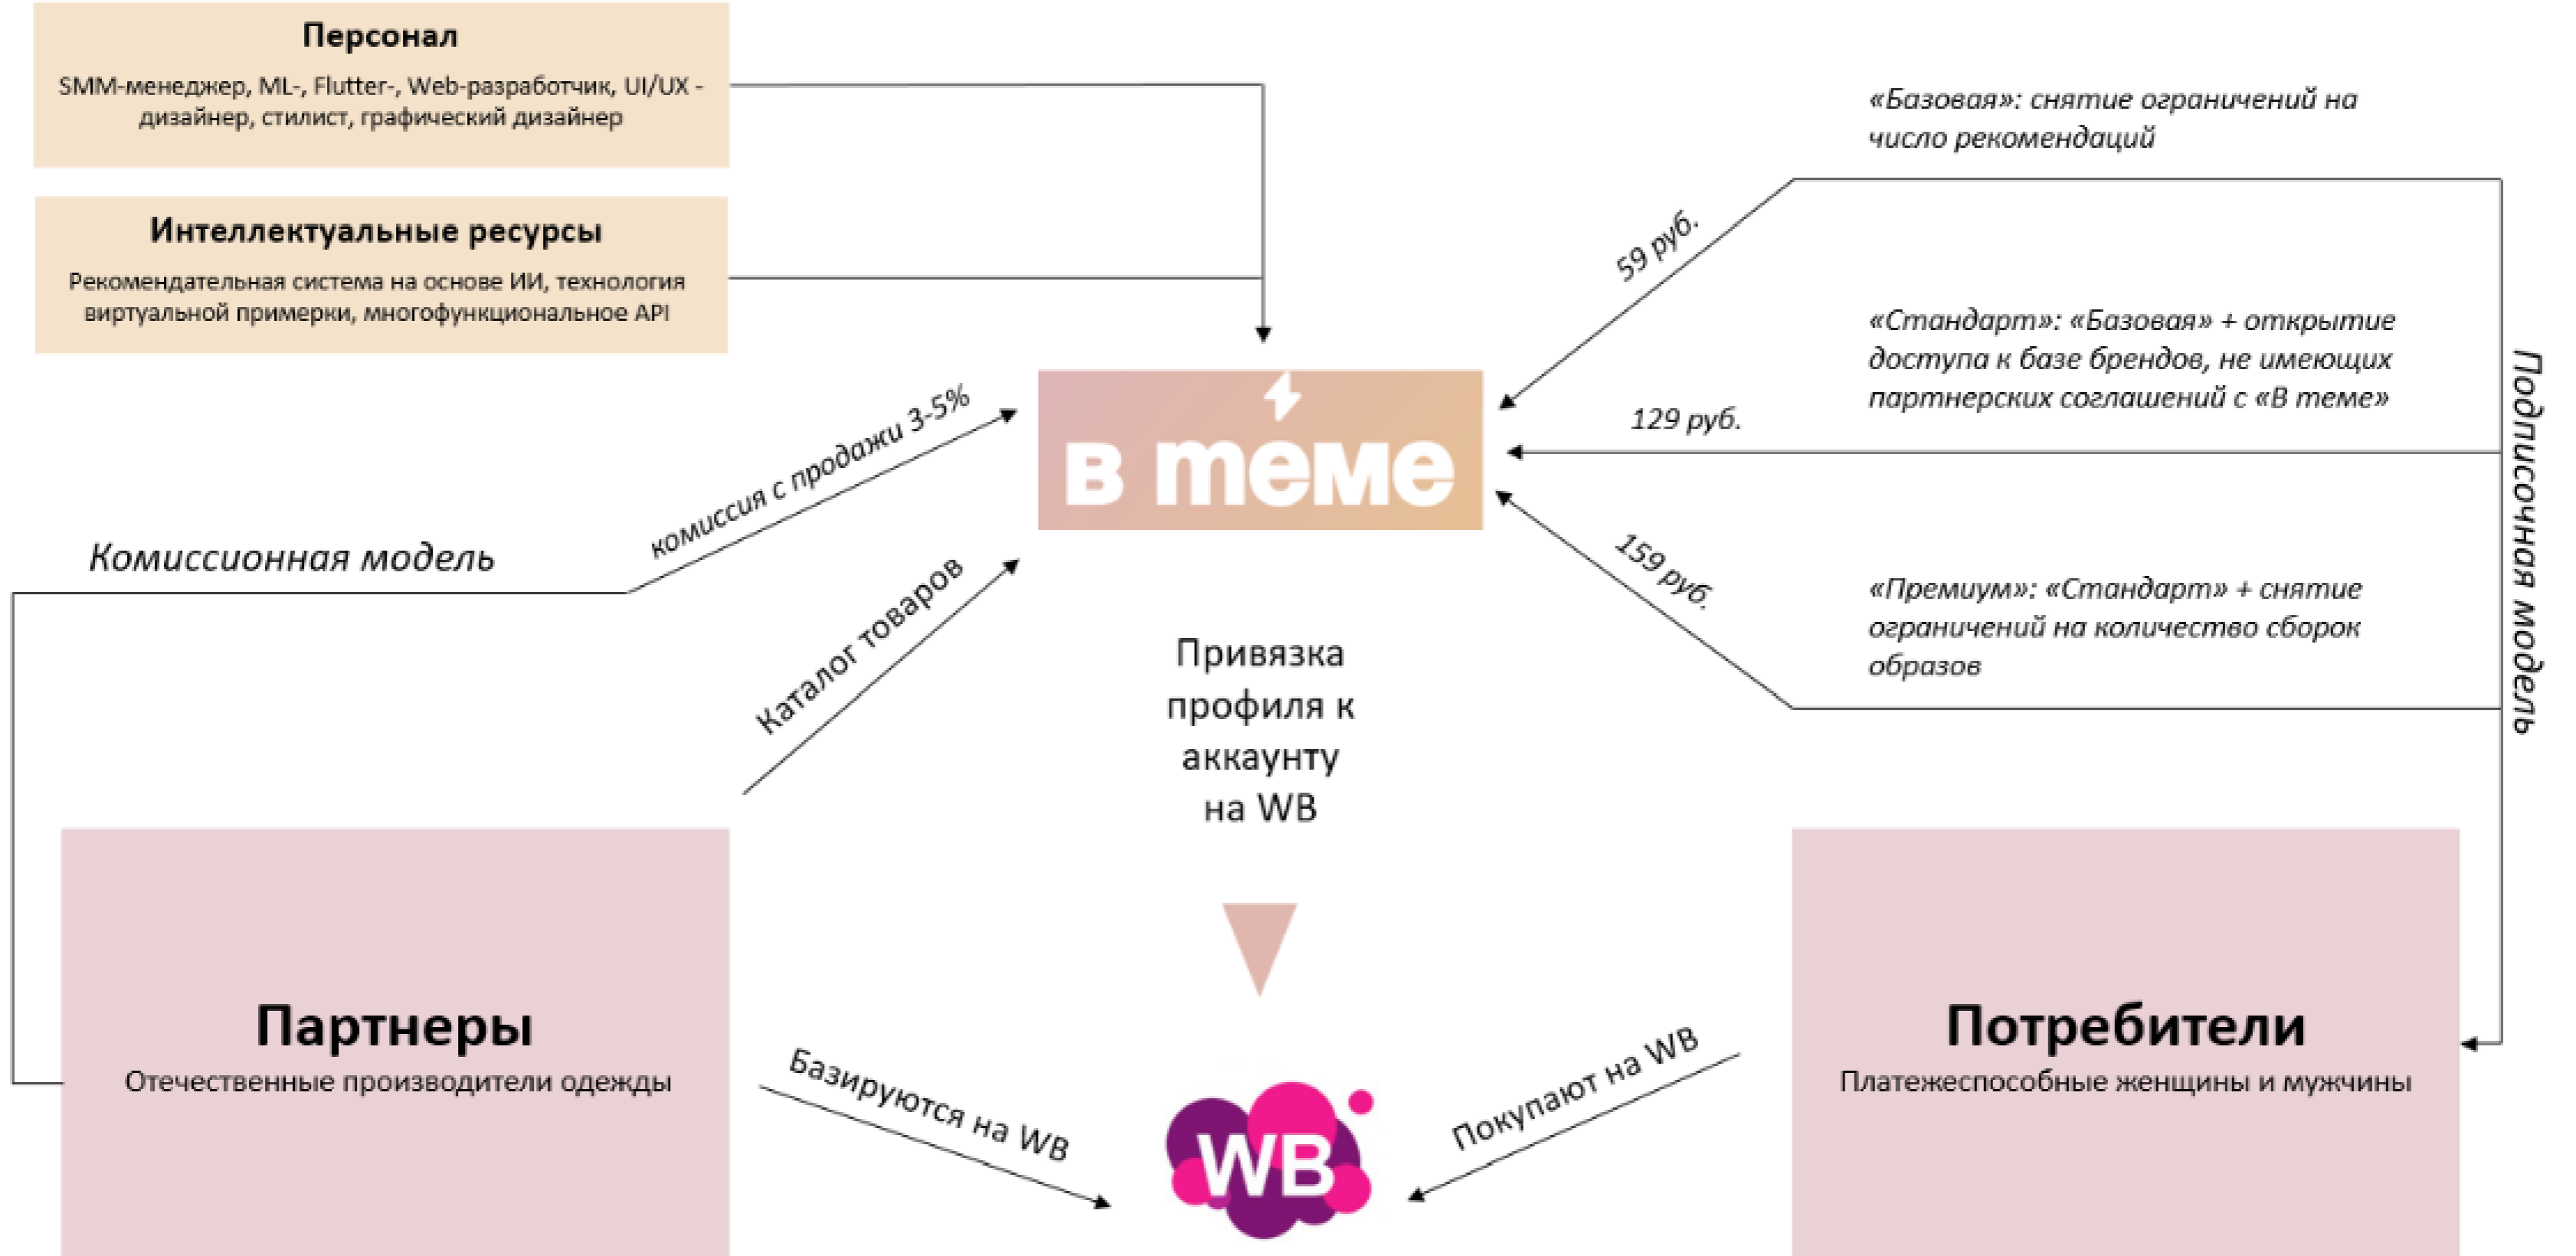 Персонал
SMM-менеджер, ML-, Flutter-, Web-разработчик, UI/UX -
дизайнер, стилист, графический дизайнер
Интеллектуальные ресурсы
Рекомендательная система на основе ИИ, технология
виртуальной примерки, многофункциональное API
«Базовая»: снятие ограничений на
число рекомендаций
59 руб.
«Стандарт»: «Базовая» + открытие
доступа к базе брендов, не имеющих
партнерских соглашений с «В теме»
129 руб.
«Премиум»: «Стандарт» + снятие
ограничений на количество сборок
образов
159 руб.
Подписочная модель
в теме
комиссия с продажи 3-5%
Комиссионная модель
Каталог товаров
Привязка
профиля к
аккаунту
на WB
Партнеры
Отечественные производители одежды
Базируются на WB
WB
Покупают на WB
Потребители
Платежеспособные женщины и мужчины